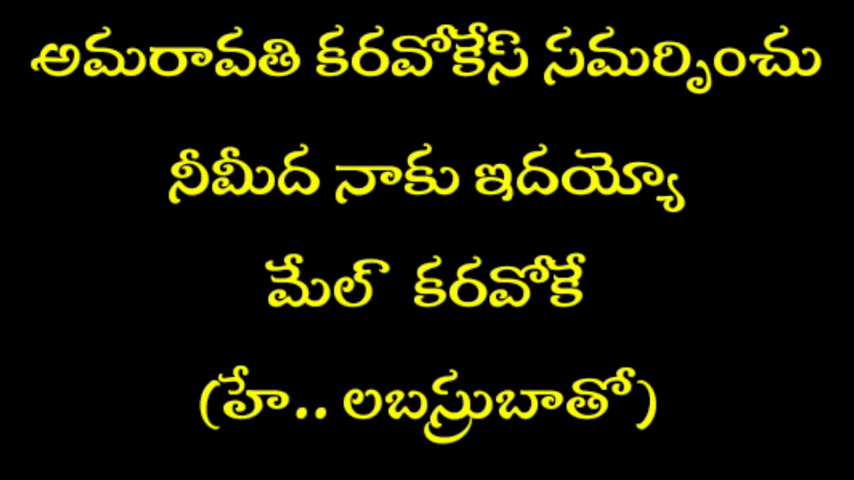 అమరావతి కరవోకేస్ సమర్పించు
నీమీద నాకు ఇదయ్యో
మేల్ కరవోకే
(హే.. లబస్రుబాతో)